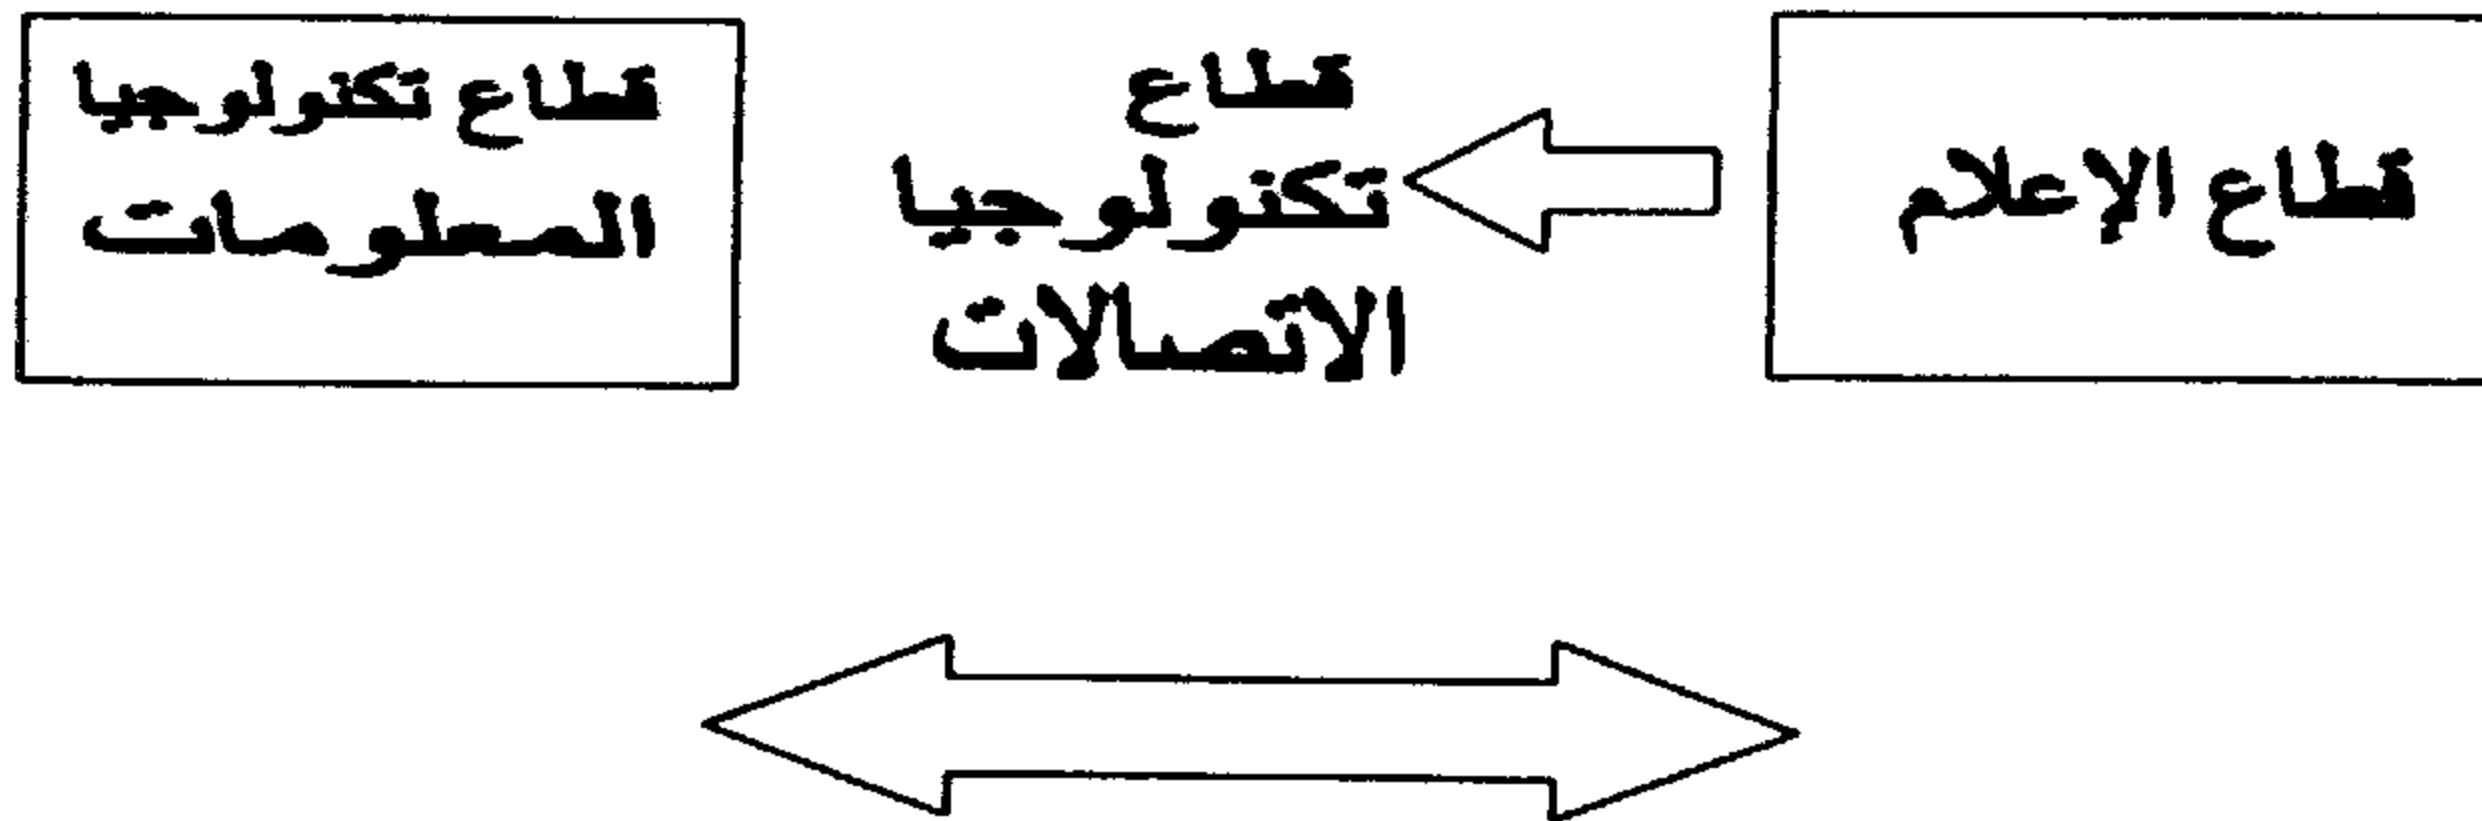 قطاع الإعلام
قطاع
تكنولوجيا
الاتصالات
قطاع تكنولوجيا
المعلومات